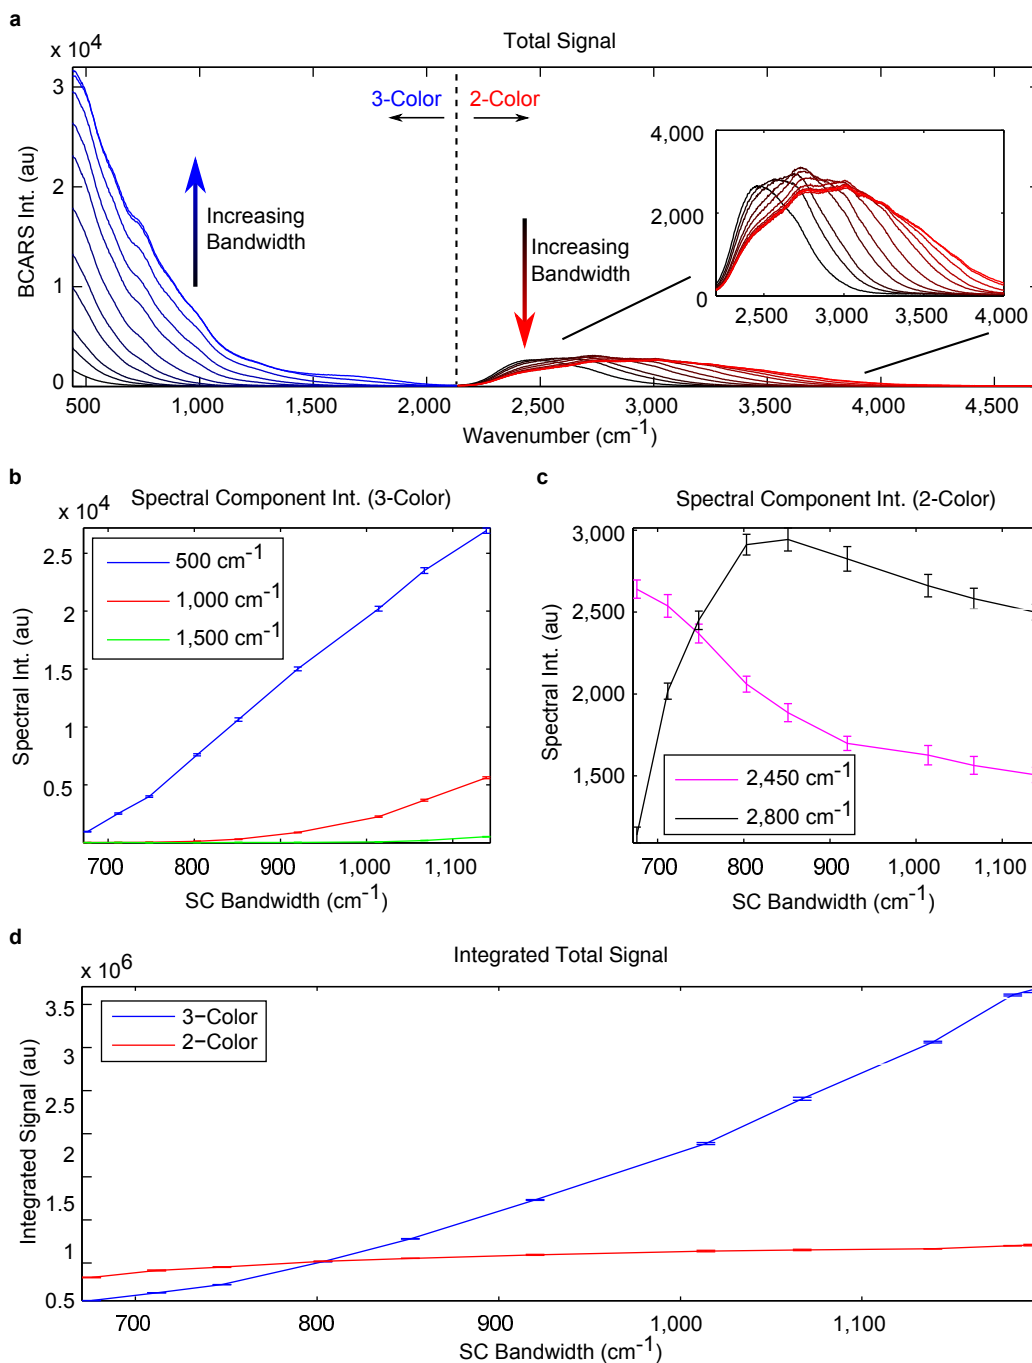 a
x 10^4
Total Signal
3
2
1
0
BCARS Int. (au)
3-Color
2-Color
Increasing
Bandwidth
Increasing
Bandwidth
4,000
2,000
0
2,500
3,000
3,500
4,000
500
1,000
1,500
2,000
2,500
3,000
3,500
4,000
4,500
Wavenumber (cm⁻¹)
b
x 10^4
Spectral Component Int. (3-Color)
2.5
2
1.5
1
0.5
Spectral Int. (au)
500 cm⁻¹
1,000 cm⁻¹
1,500 cm⁻¹
700
800
900
1,000
1,100
SC Bandwidth (cm⁻¹)
c
Spectral Component Int. (2-Color)
3,000
2,500
2,000
1,500
Spectral Int. (au)
2,450 cm⁻¹
2,800 cm⁻¹
700
800
900
1,000
1,100
SC Bandwidth (cm⁻¹)
d
x 10^6
Integrated Total Signal
3.5
3
2.5
2
1.5
1
0.5
Integrated Signal (au)
3−Color
2−Color
700
800
900
1,000
1,100
SC Bandwidth (cm⁻¹)